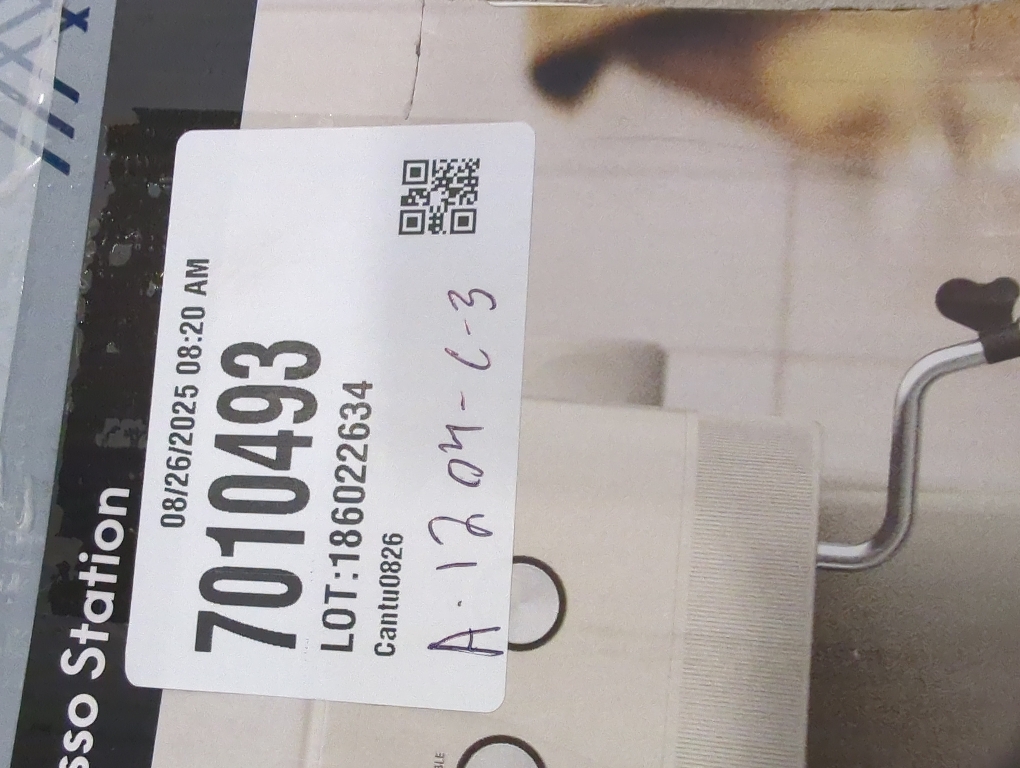 sso Station
08/26/2025 08:20 AM
7010493
LOT:186022634
Cantu0826
A-1204-C-3